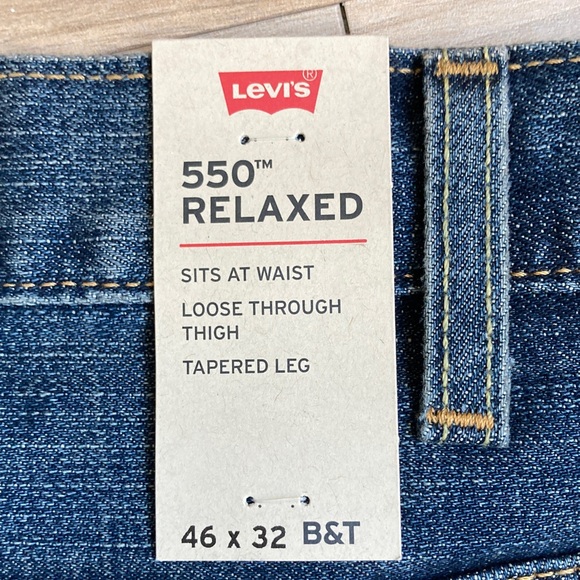 LEVI'S®
550™
RELAXED
SITS AT WAIST
LOOSE THROUGH
THIGH
TAPERED LEG
46 x 32 B&T